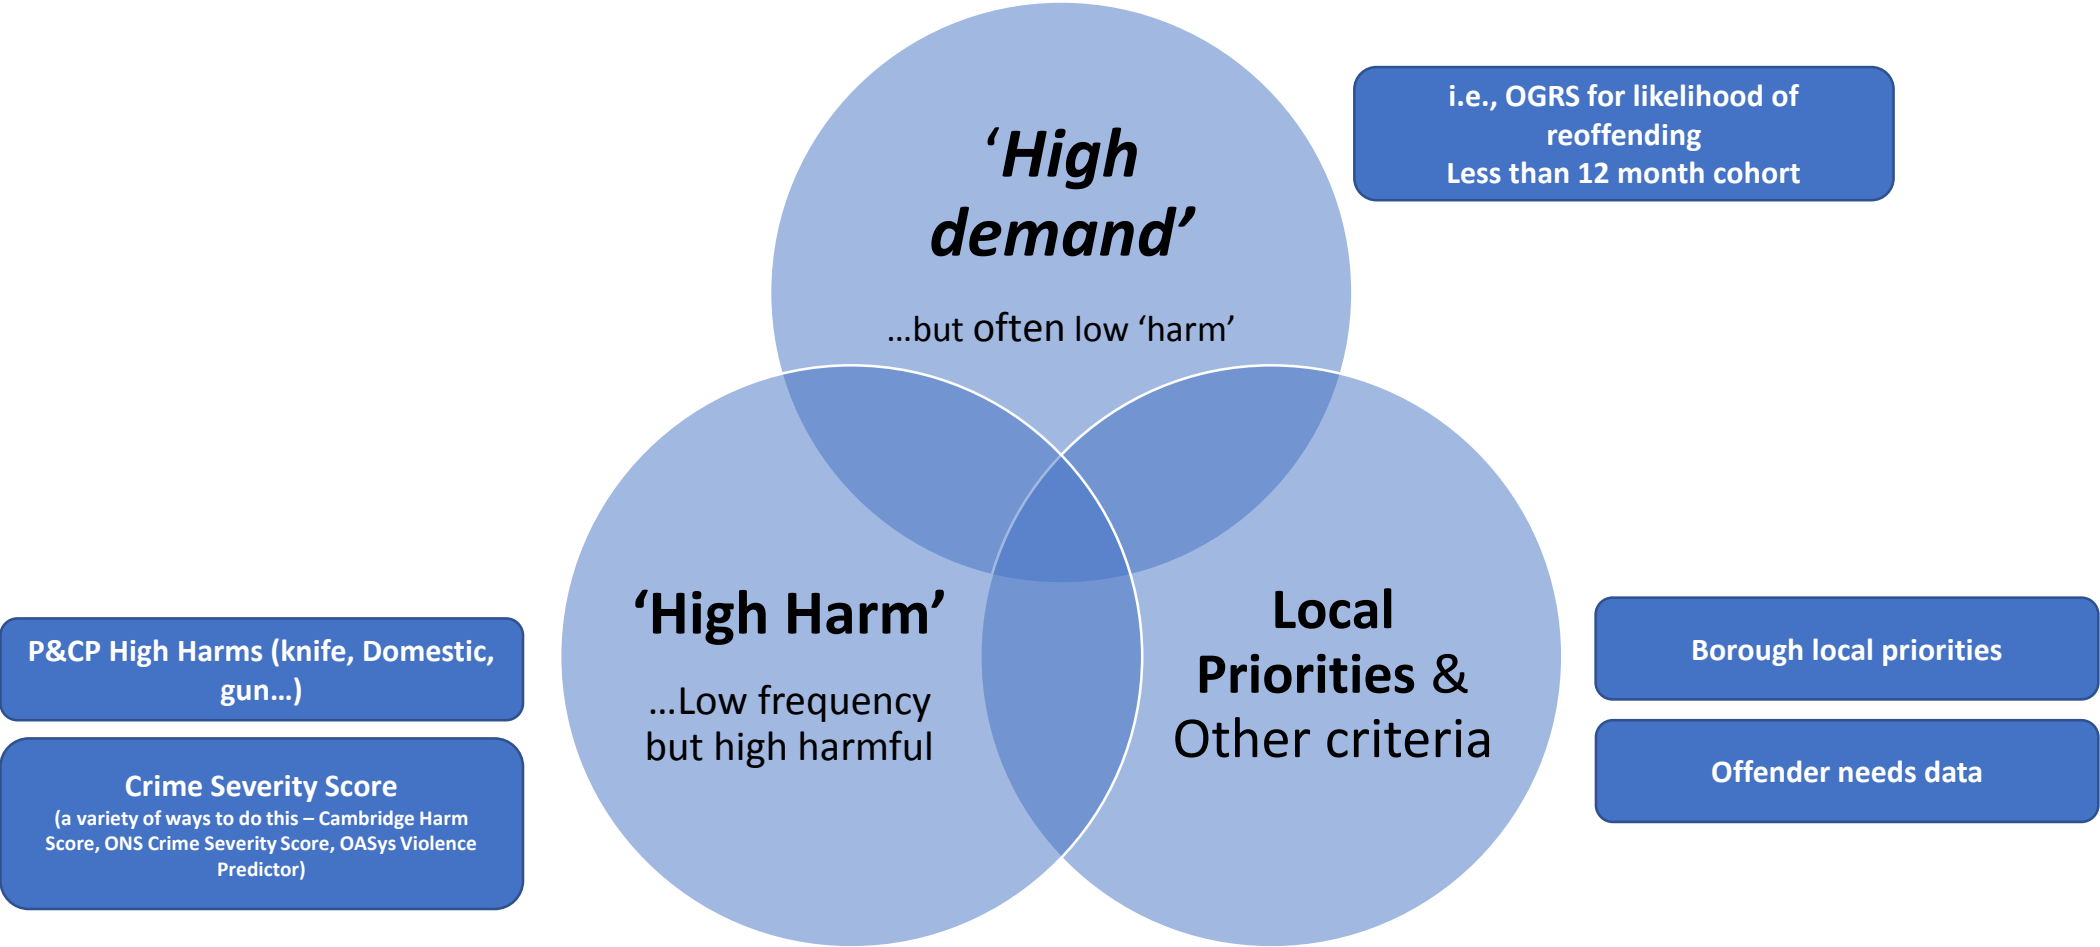 ‘High
demand’
…but often low ‘harm’
i.e., OGRS for likelihood of
reoffending
Less than 12 month cohort
‘High Harm’
…Low frequency
but high harmful
Local
Priorities &
Other criteria
P&CP High Harms (knife, Domestic,
gun…)
Crime Severity Score
(a variety of ways to do this – Cambridge Harm
Score, ONS Crime Severity Score, OASys Violence
Predictor)
Borough local priorities
Offender needs data